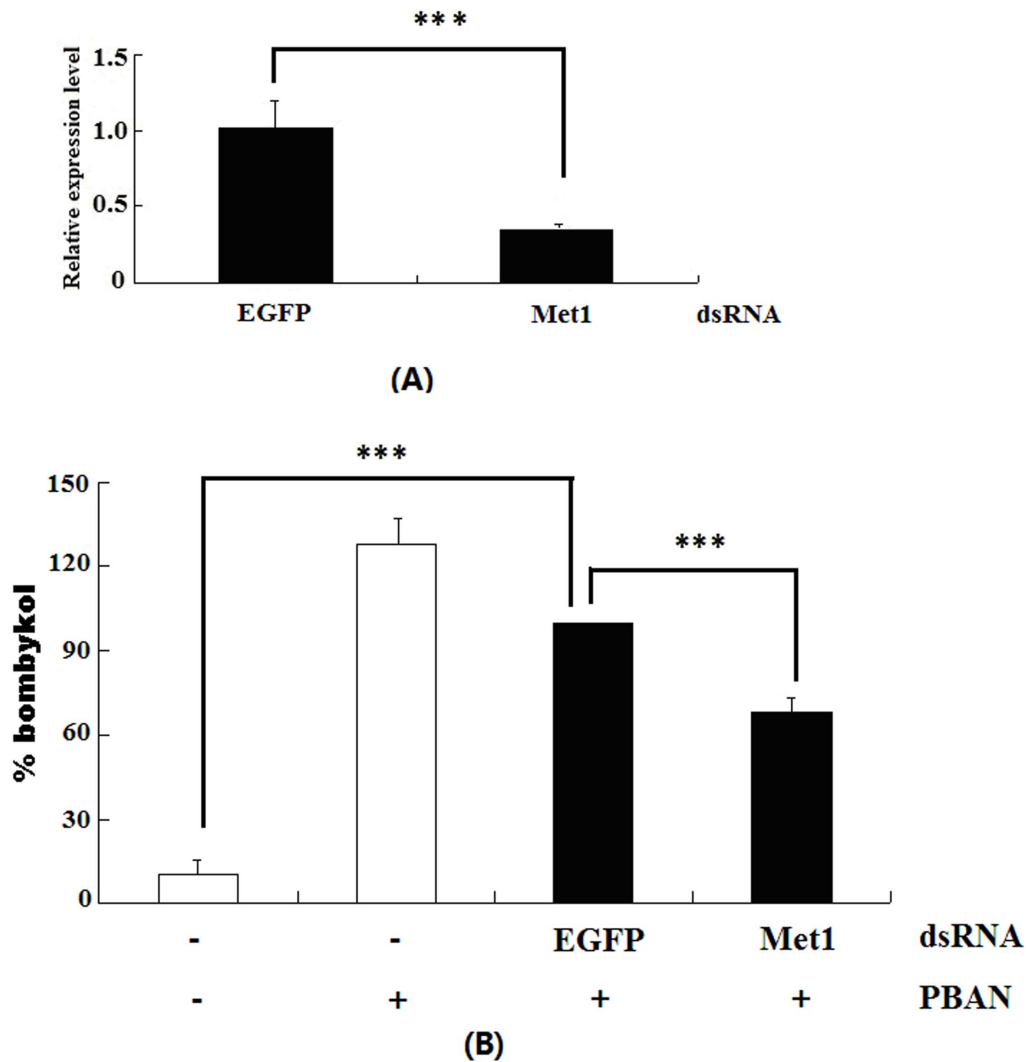 ***
Relative expression level
1.5
1.0
0.5
0
EGFP Met1 dsRNA
(A)
***
***
% bombykol
150
120
90
60
30
0
- - EGFP Met1 dsRNA
- + + + PBAN
(B)